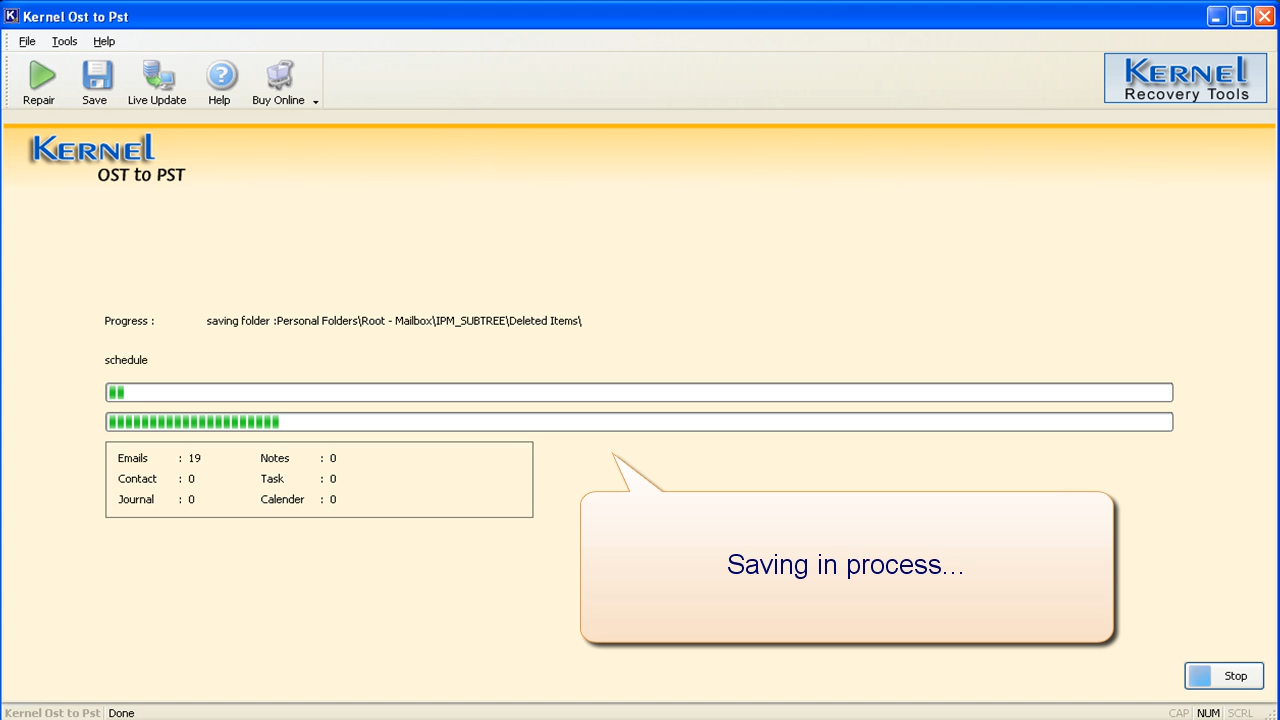 Kernel Ost to Pst
File Tools Help
Repair Save Live Update Help Buy Online
KERNEL
Recovery Tools
KERNEL
OST to PST
Progress : saving folder :Personal Folders\Root - Mailbox\IPM_SUBTREE\Deleted Items\
schedule
Emails : 19 Notes : 0
Contact : 0 Task : 0
Journal : 0 Calender : 0
Saving in process...
Stop
Kernel Ost to Pst Done CAP NUM SCRL